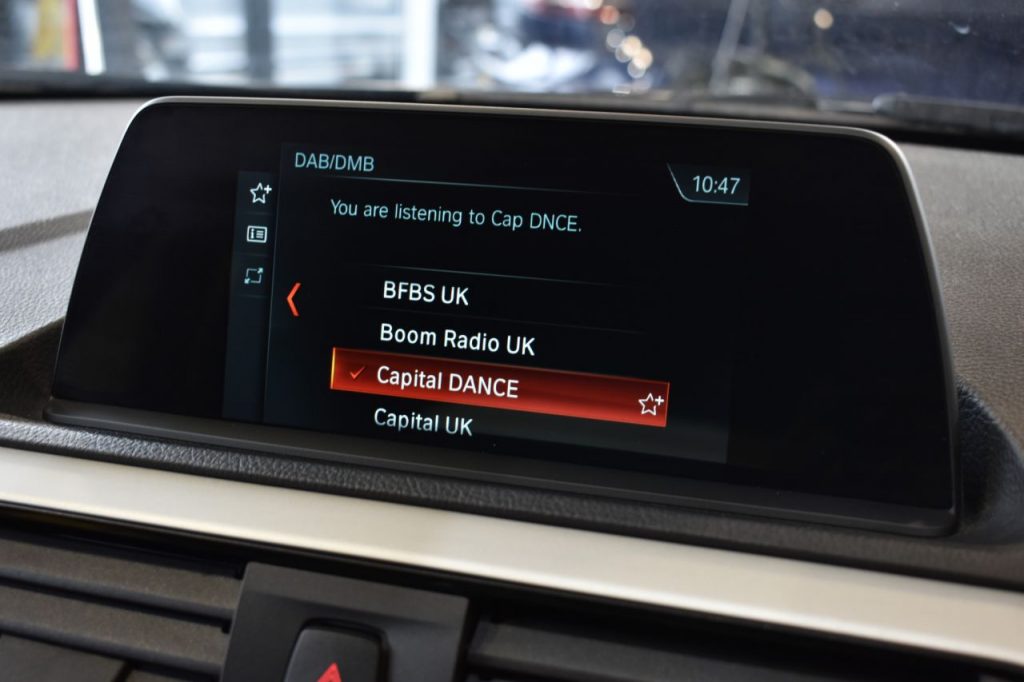 DAB/DMB
10:47
You are listening to Cap DNCE.
BFBS UK
Boom Radio UK
Capital DANCE
Capital UK